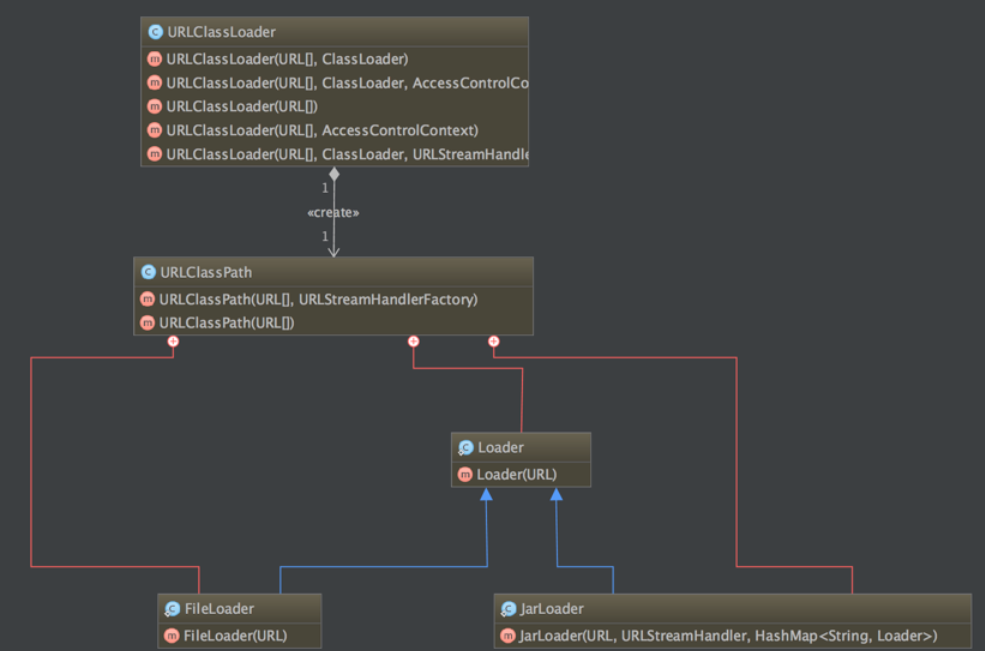 URLClassLoader
URLClassLoader(URL[], ClassLoader)
URLClassLoader(URL[], ClassLoader, AccessControlCo
URLClassLoader(URL[])
URLClassLoader(URL[], AccessControlContext)
URLClassLoader(URL[], ClassLoader, URLStreamHandle
1
«create»
1
URLClassPath
URLClassPath(URL[], URLStreamHandlerFactory)
URLClassPath(URL[])
Loader
Loader(URL)
FileLoader
FileLoader(URL)
JarLoader
JarLoader(URL, URLStreamHandler, HashMap<String, Loader>)